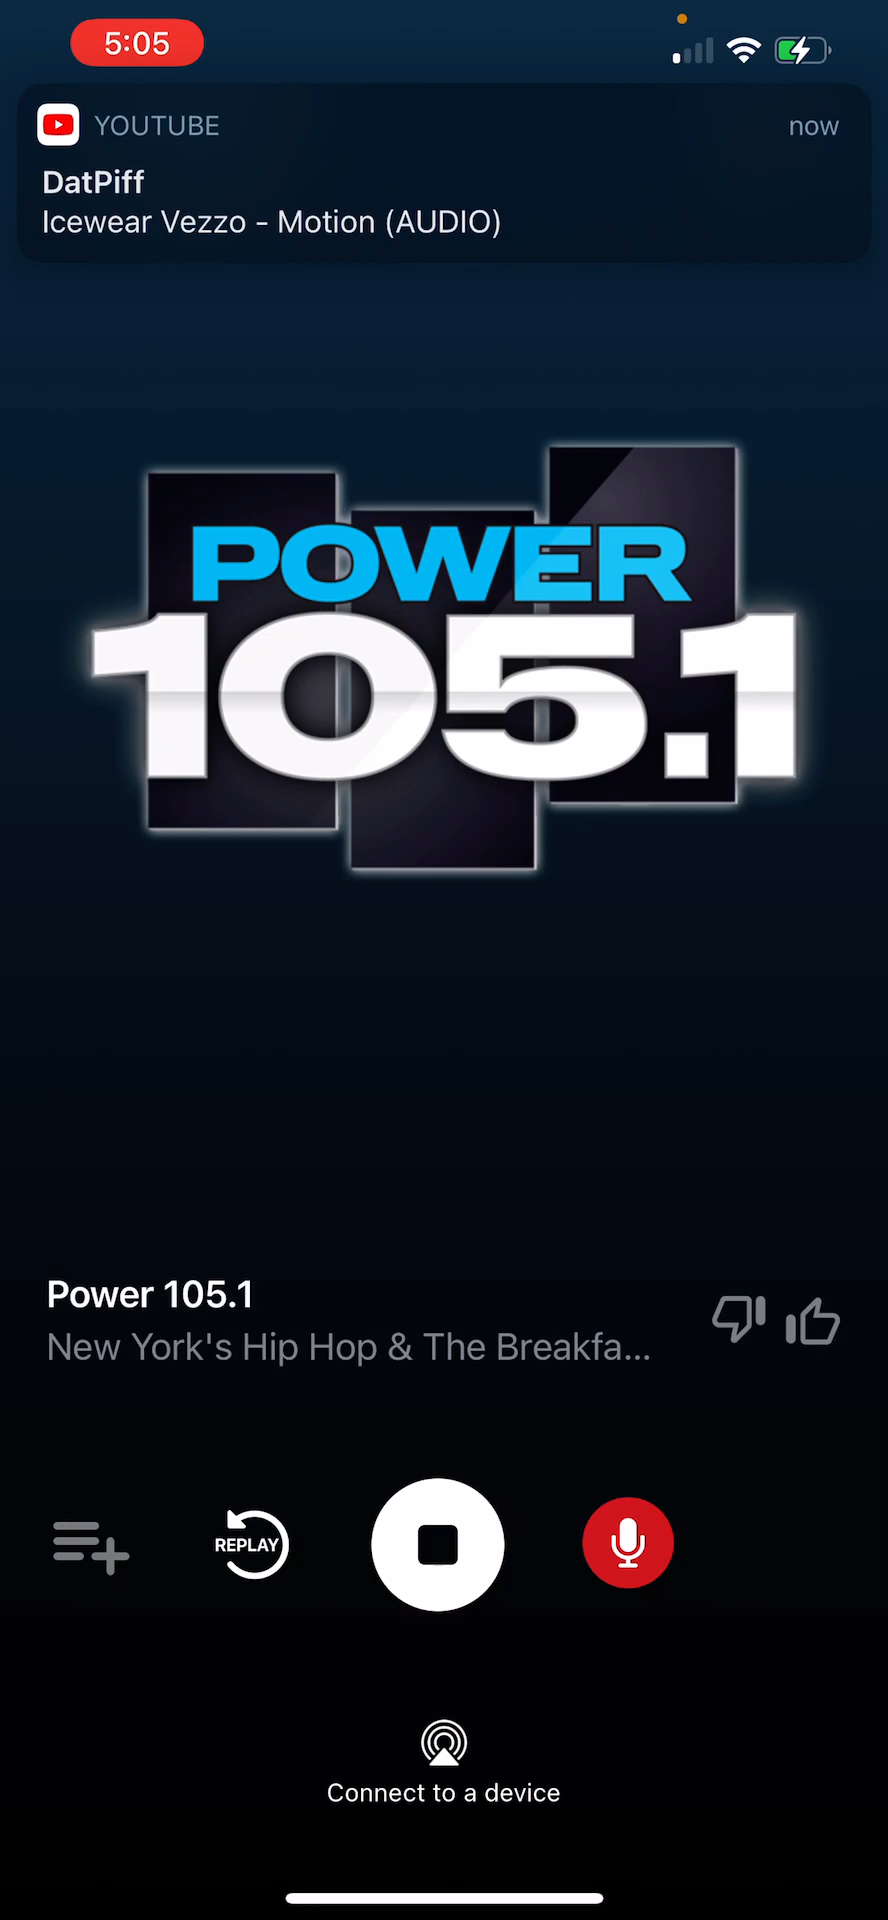 5:05
YOUTUBE
now
DatPiff
Icewear Vezzo - Motion (AUDIO)
POWER
105.1
Power 105.1
New York's Hip Hop & The Breakfa...
REPLAY
Connect to a device